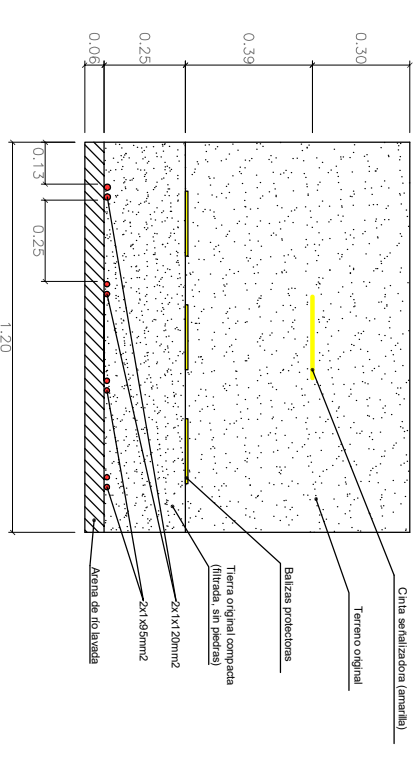 0.30
0.39
0.25
0.06
0.13
0.25
1.20
Cinta señalizadora (amarilla)
Terreno original
Balizas protectoras
Tierra original compacta
(filtrada, sin piedras)
2x1x120mm2
2x1x95mm2
Arena de río lavada